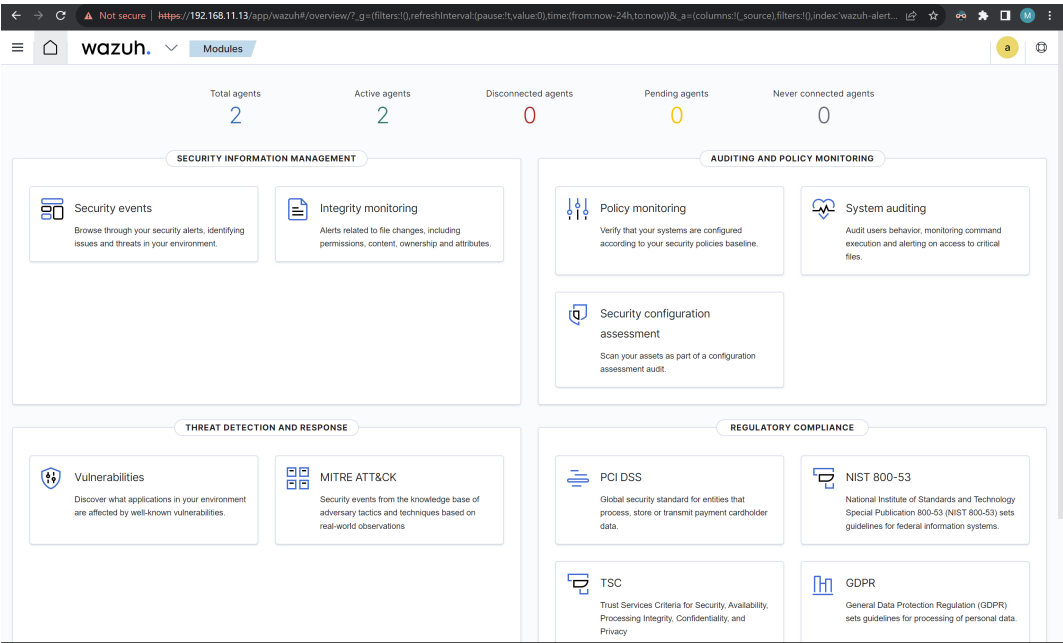 Not secure | https://192.168.11.13/app/wazuh#/overview/?_g=(filters:!(),refreshInterval:(pause:!t,value:0),time:(from:now-24h,to:now))&_a=(columns:!(_source),filters:!(),index:'wazuh-alert...
M
wazuh. Modules
a
Total agents
2
Active agents
2
Disconnected agents
0
Pending agents
0
Never connected agents
0
SECURITY INFORMATION MANAGEMENT
Security events
Browse through your security alerts, identifying
issues and threats in your environment.
Integrity monitoring
Alerts related to file changes, including
permissions, content, ownership and attributes.
AUDITING AND POLICY MONITORING
Policy monitoring
Verify that your systems are configured
according to your security policies baseline.
System auditing
Audit users behavior, monitoring command
execution and alerting on access to critical
files.
Security configuration
assessment
Scan your assets as part of a configuration
assessment audit.
THREAT DETECTION AND RESPONSE
Vulnerabilities
Discover what applications in your environment
are affected by well-known vulnerabilities.
MITRE ATT&CK
Security events from the knowledge base of
adversary tactics and techniques based on
real-world observations
REGULATORY COMPLIANCE
PCI DSS
Global security standard for entities that
process, store or transmit payment cardholder
data.
NIST 800-53
National Institute of Standards and Technology
Special Publication 800-53 (NIST 800-53) sets
guidelines for federal information systems.
TSC
Trust Services Criteria for Security, Availability,
Processing Integrity, Confidentiality, and
Privacy
GDPR
General Data Protection Regulation (GDPR)
sets guidelines for processing of personal data.